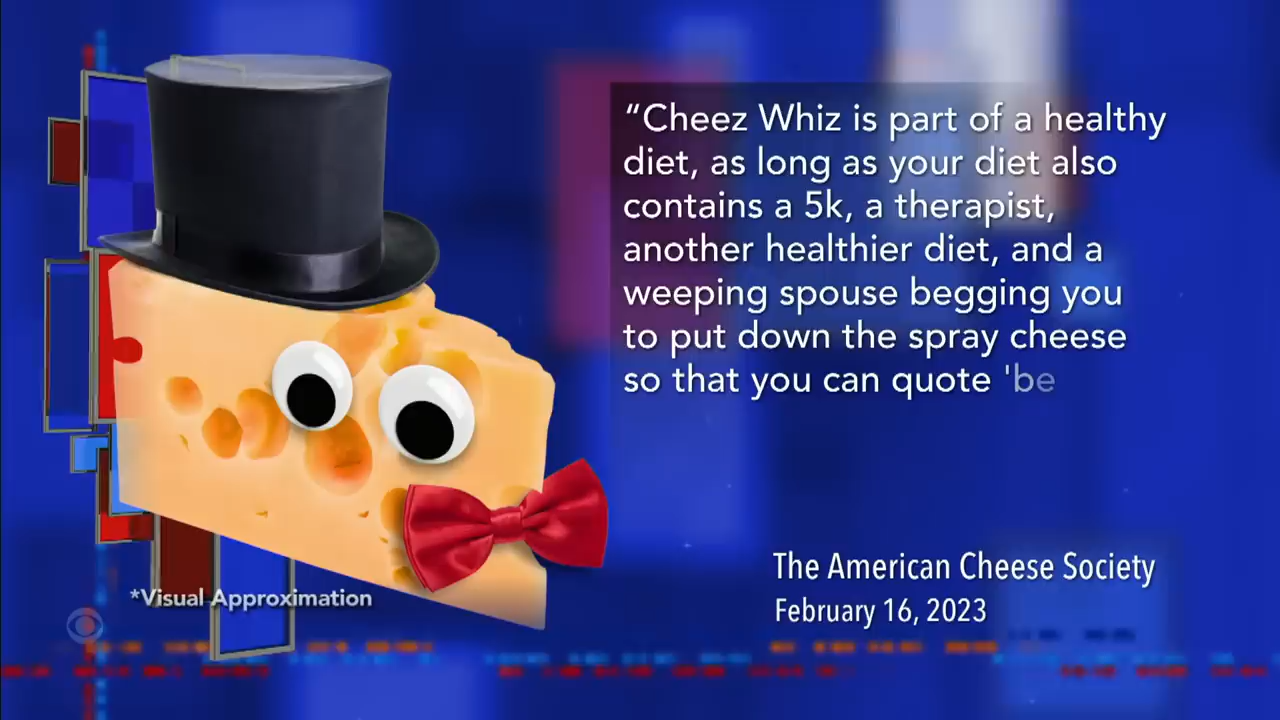 “Cheez Whiz is part of a healthy
diet, as long as your diet also
contains a 5k, a therapist,
another healthier diet, and a
weeping spouse begging you
to put down the spray cheese
so that you can quote 'be
The American Cheese Society
February 16, 2023
*Visual Approximation